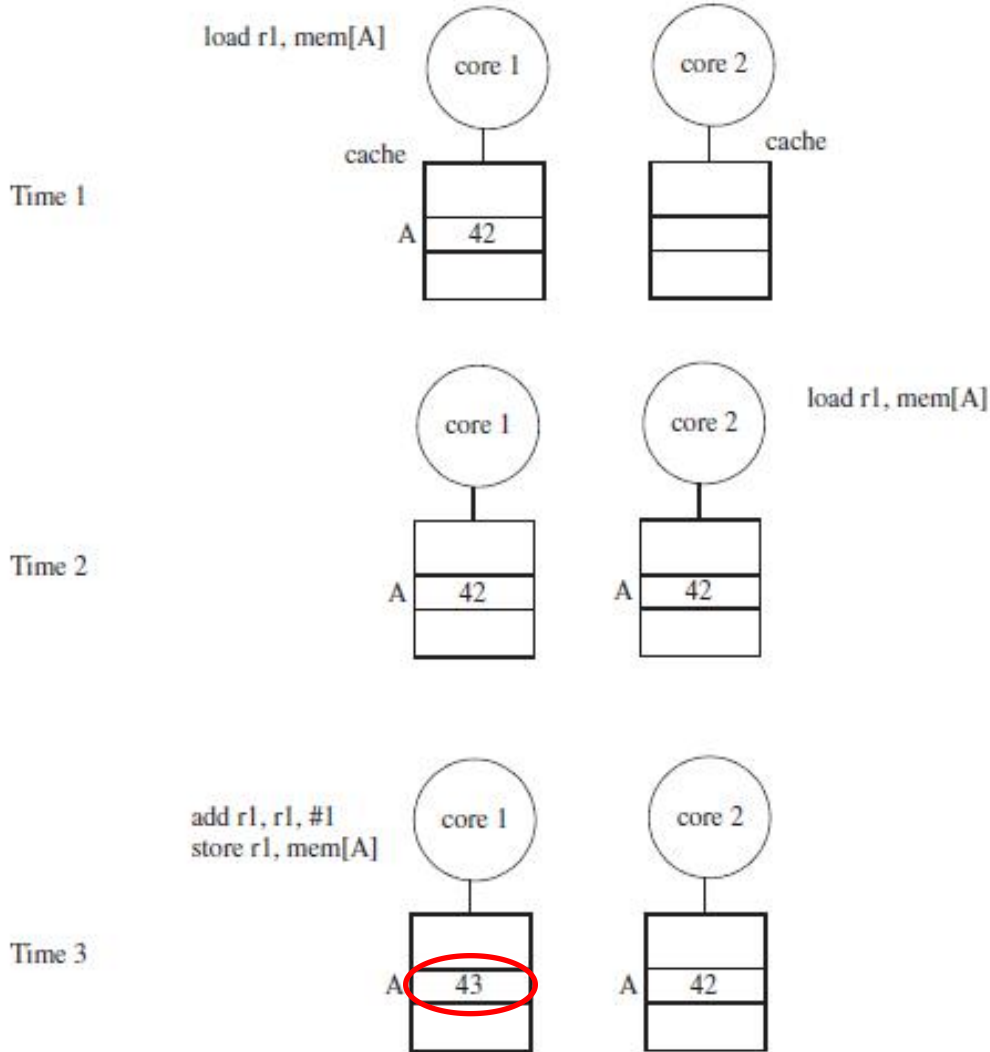 load r1, mem[A]
core 1
core 2
cache
cache
Time 1
A 42
core 1
core 2
load r1, mem[A]
Time 2
A 42
A 42
add r1, r1, #1
store r1, mem[A]
core 1
core 2
Time 3
A 43
A 42